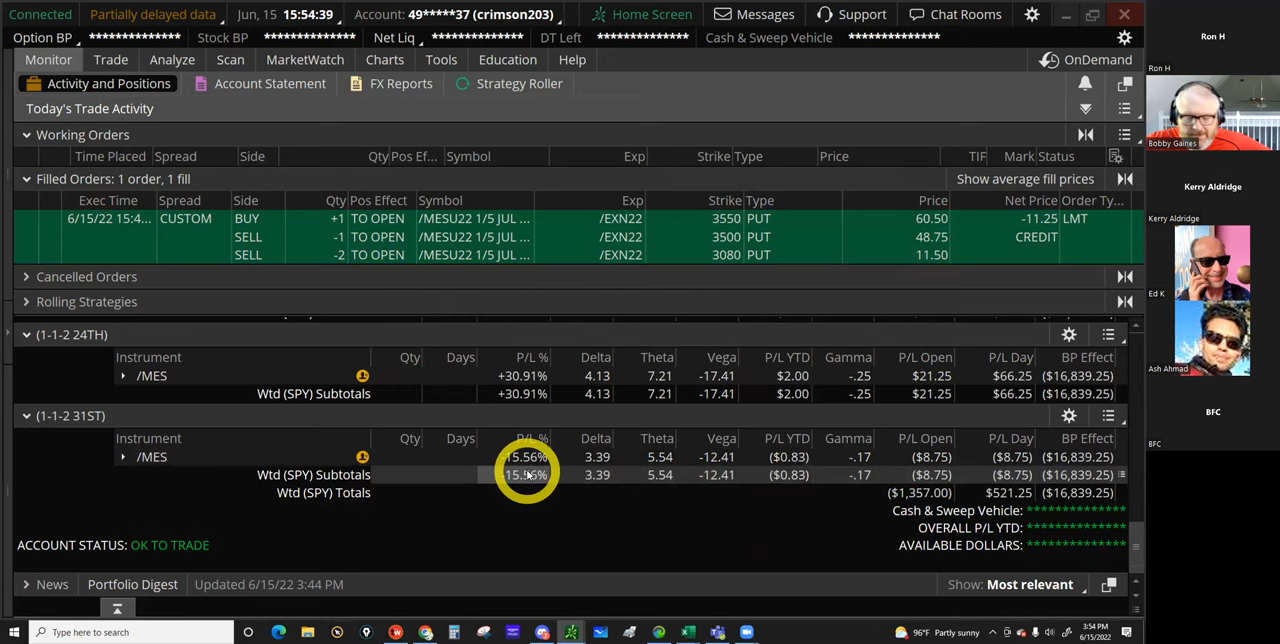 Connected Partially delayed data Jun, 15 15:54:39 Account: 49*****37 (crimson203) Home Screen Messages Support Chat Rooms
Option BP ************** Stock BP ************** Net Liq ************** DT Left ************** Cash & Sweep Vehicle **************
Monitor Trade Analyze Scan MarketWatch Charts Tools Education Help OnDemand
Activity and Positions Account Statement FX Reports Strategy Roller
Today's Trade Activity
Working Orders
Time Placed Spread Side Qty Pos Ef... Symbol Exp Strike Type Price TIF Mark Status
Filled Orders: 1 order, 1 fill Show average fill prices
Exec Time Spread Side Qty Pos Effect Symbol Exp Strike Type Price Net Price Order Ty...
6/15/22 15:4... CUSTOM BUY +1 TO OPEN /MESU22 1/5 JUL ... /EXN22 3550 PUT 60.50 -11.25 LMT
SELL -1 TO OPEN /MESU22 1/5 JUL ... /EXN22 3500 PUT 48.75 CREDIT
SELL -2 TO OPEN /MESU22 1/5 JUL ... /EXN22 3080 PUT 11.50
Cancelled Orders
Rolling Strategies
(1-1-2 24TH)
Instrument Qty Days P/L % Delta Theta Vega P/L YTD Gamma P/L Open P/L Day BP Effect
/MES +30.91% 4.13 7.21 -17.41 $2.00 -.25 $21.25 $66.25 ($16,839.25)
Wtd (SPY) Subtotals +30.91% 4.13 7.21 -17.41 $2.00 -.25 $21.25 $66.25 ($16,839.25)
(1-1-2 31ST)
Instrument Qty Days P/L % Delta Theta Vega P/L YTD Gamma P/L Open P/L Day BP Effect
/MES -15.56% 3.39 5.54 -12.41 ($0.83) -.17 ($8.75) ($8.75) ($16,839.25)
Wtd (SPY) Subtotals -15.56% 3.39 5.54 -12.41 ($0.83) -.17 ($8.75) ($8.75) ($16,839.25)
Wtd (SPY) Totals ($1,357.00) $521.25 ($16,839.25)
Cash & Sweep Vehicle: **************
OVERALL P/L YTD: **************
ACCOUNT STATUS: OK TO TRADE AVAILABLE DOLLARS: **************
News Portfolio Digest Updated 6/15/22 3:44 PM Show: Most relevant
Type here to search 96°F Partly sunny 3:54 PM
6/15/2022
Ron H
Ron H
Bobby Gaines
Kerry Aldridge
Kerry Aldridge
Ed K
Ash Ahmad
BFC
BFC